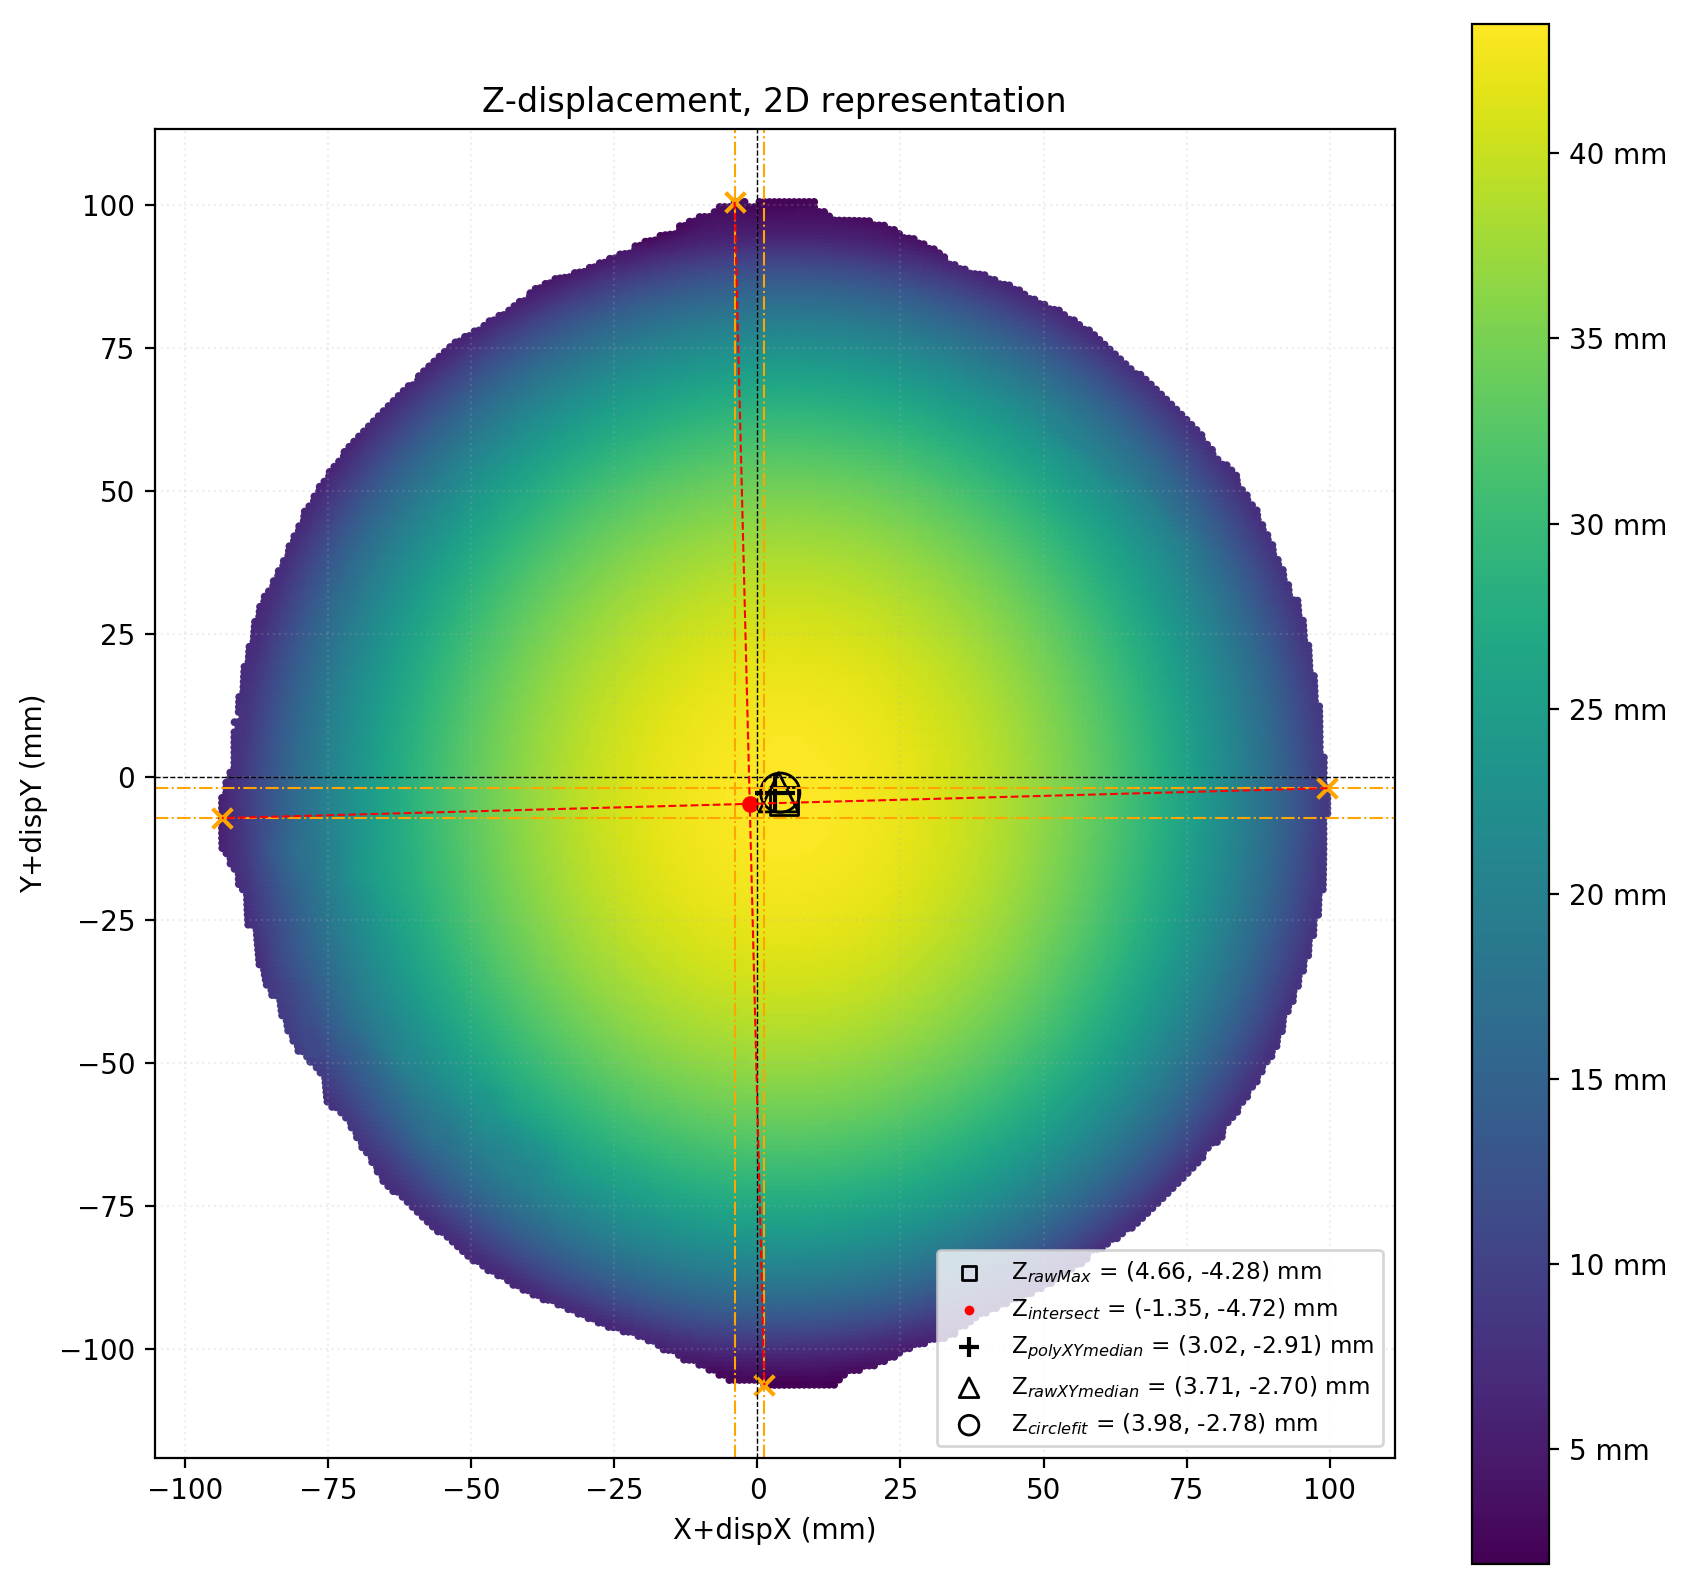 Z-displacement, 2D representation
Y+dispY (mm)
100
75
50
25
0
−25
−50
−75
−100
−100
−75
−50
−25
0
25
50
75
100
X+dispX (mm)
Z_rawMax = (4.66, -4.28) mm
Z_intersect = (-1.35, -4.72) mm
Z_polyXYmedian = (3.02, -2.91) mm
Z_rawXYmedian = (3.71, -2.70) mm
Z_circlefit = (3.98, -2.78) mm
40 mm
35 mm
30 mm
25 mm
20 mm
15 mm
10 mm
5 mm